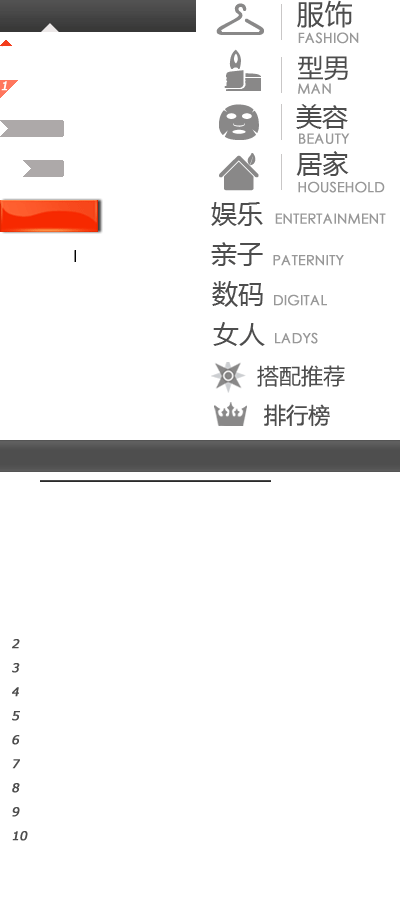 服饰
FASHION
型男
MAN
1
美容
BEAUTY
居家
HOUSEHOLD
娱乐 ENTERTAINMENT
亲子 PATERNITY
数码 DIGITAL
女人 LADYS
搭配推荐
排行榜
2
3
4
5
6
7
8
9
10